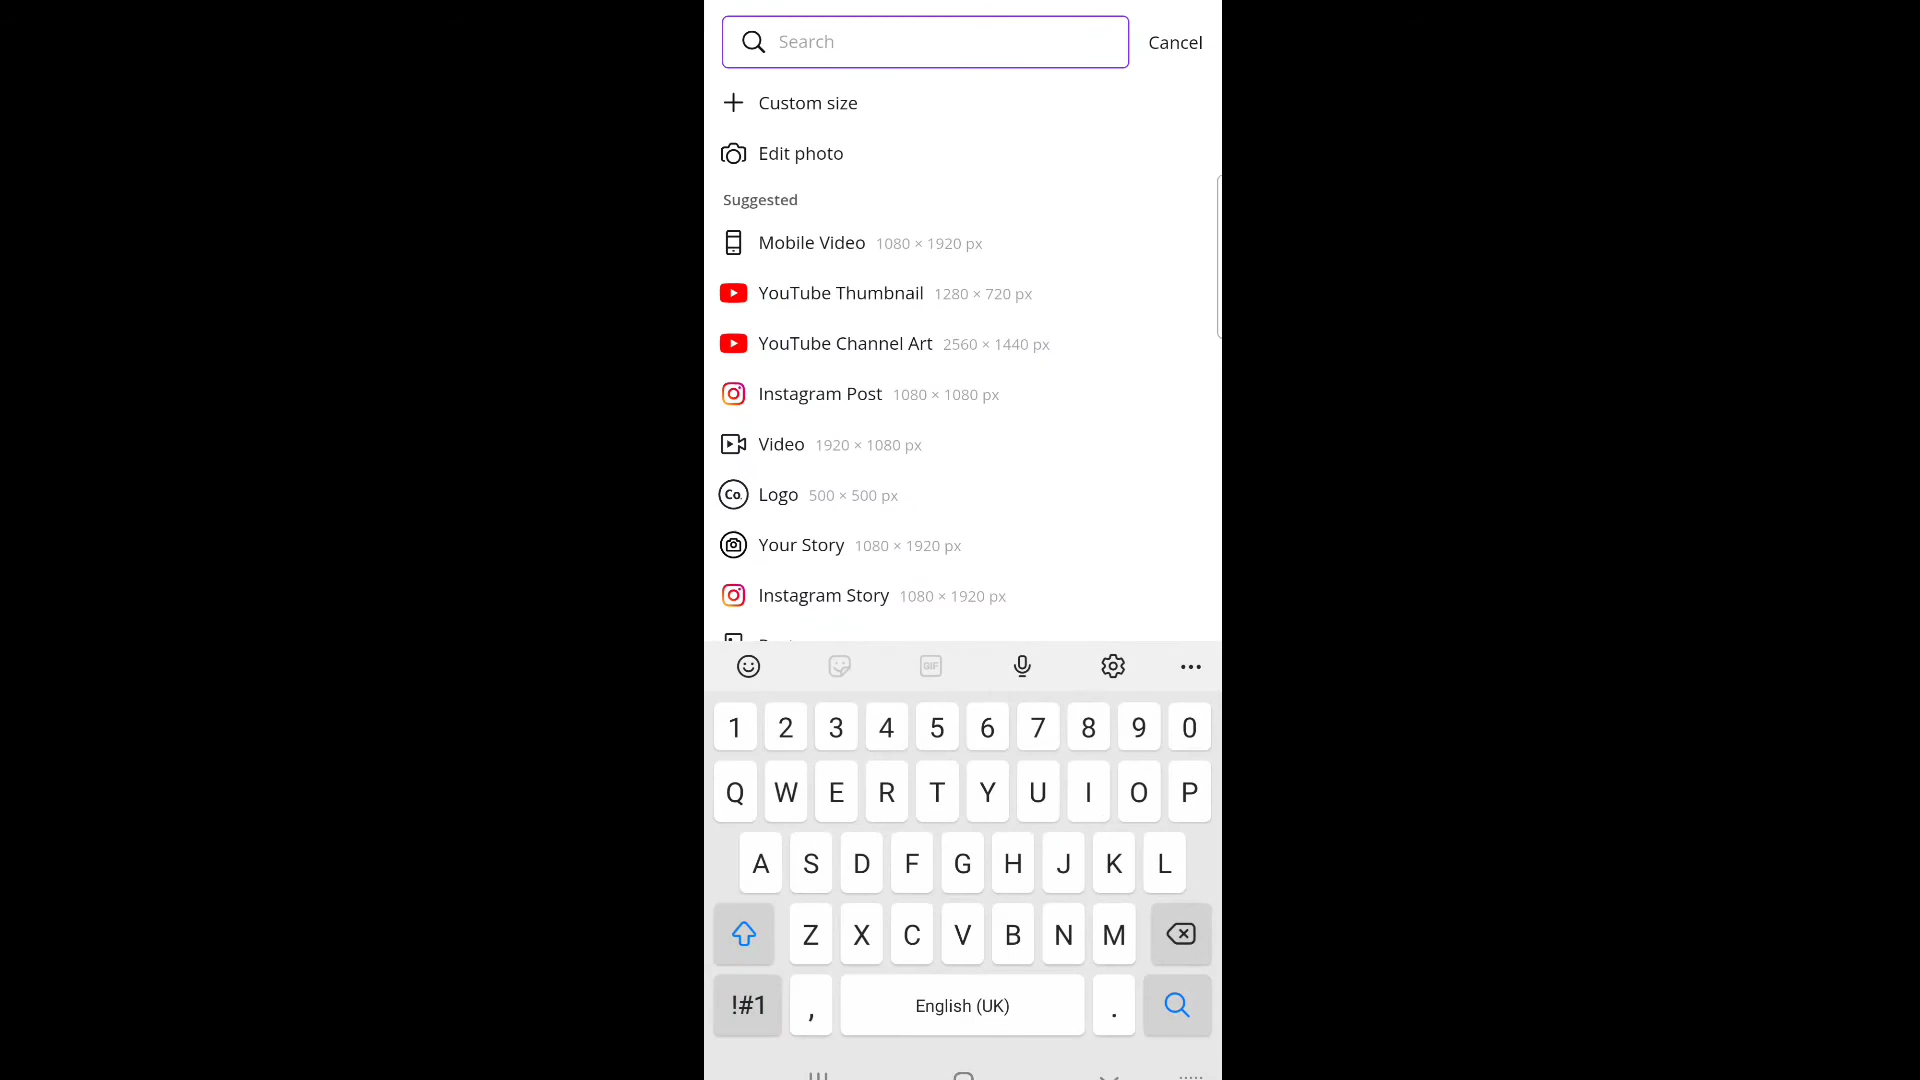 Search
Cancel
Custom size
Edit photo
Suggested
Mobile Video 1080 × 1920 px
YouTube Thumbnail 1280 × 720 px
YouTube Channel Art 2560 × 1440 px
Instagram Post 1080 × 1080 px
Video 1920 × 1080 px
Co. Logo 500 × 500 px
Your Story 1080 × 1920 px
Instagram Story 1080 × 1920 px
GIF
1 2 3 4 5 6 7 8 9 0
Q W E R T Y U I O P
A S D F G H J K L
Z X C V B N M
!#1 , English (UK) .